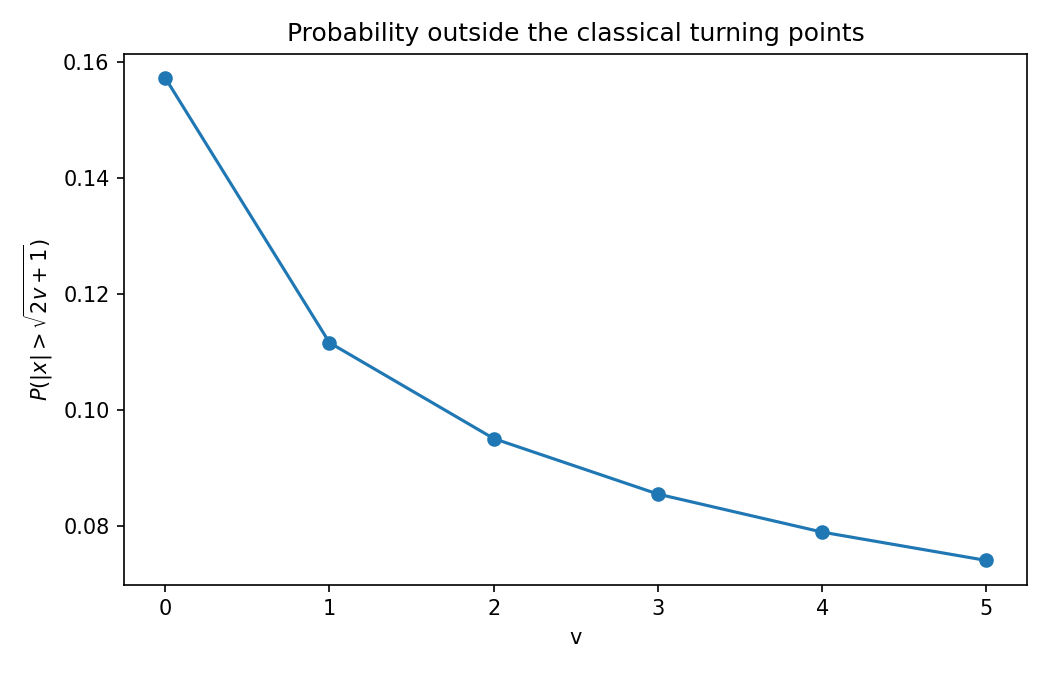 Probability outside the classical turning points
P(|x| > √2v + 1)
0.16
0.14
0.12
0.10
0.08
0 1 2 3 4 5
v